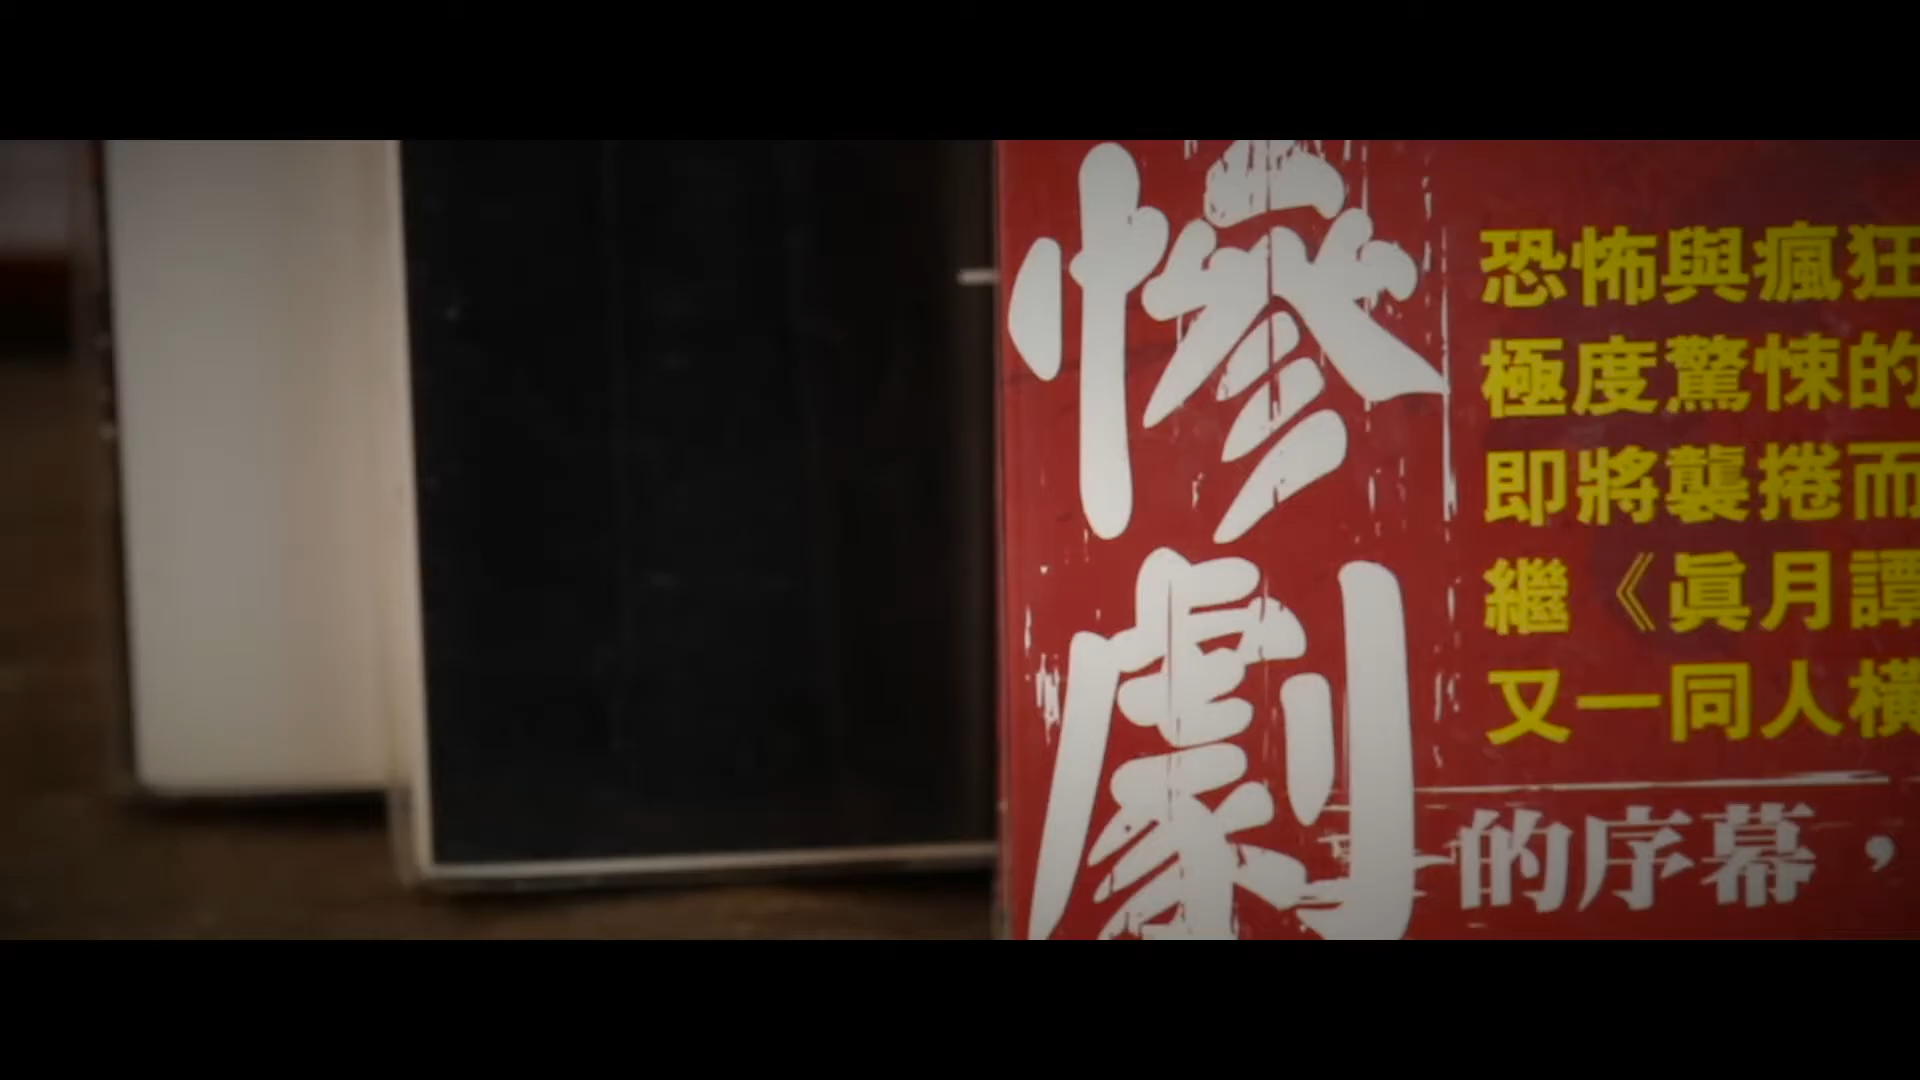 慘劇
恐怖與瘋狂
極度驚悚的
即將襲捲而
繼《眞月譚
又一同人橫
的序幕，